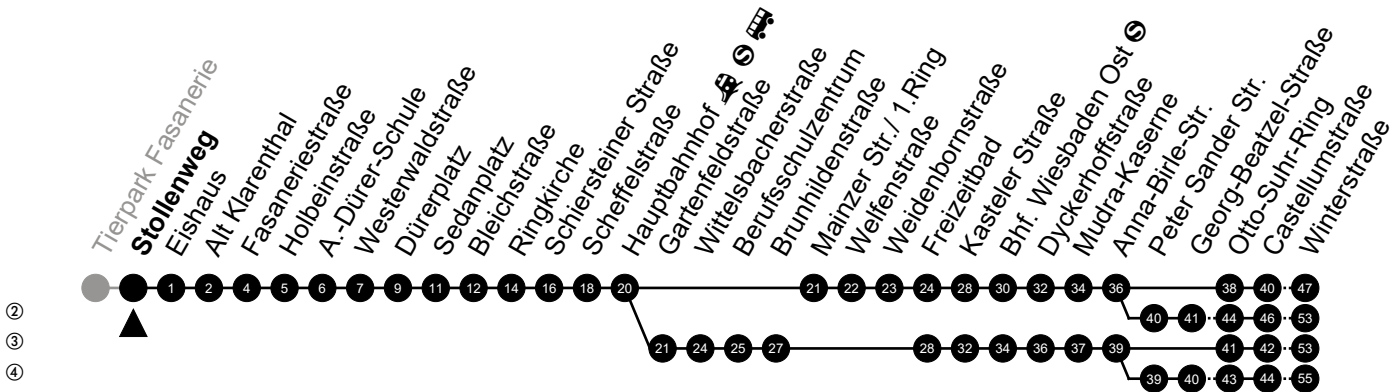 Tierpark Fasanerie
Stollenweg
Eishaus
Alt Klarenthal
Fasaneriestraße
Holbeinstraße
A.-Dürer-Schule
Westerwaldstraße
Dürerplatz
Sedanplatz
Bleichstraße
Ringkirche
Schiersteiner Straße
Scheffelstraße
Hauptbahnhof S
Gartenfeldstraße
Wittelsbacherstraße
Berufsschulzentrum
Brunhildenstraße
Mainzer Str./ 1.Ring
Welfenstraße
Weidenbornstraße
Freizeitbad
Kasteler Straße
Bhf. Wiesbaden Ost S
Dyckerhoffstraße
Mudra-Kaserne
Anna-Birle-Str.
Peter Sander Str.
Georg-Beatzel-Straße
Otto-Suhr-Ring
Castellumstraße
Winterstraße
1 2 4 5 6 7 9 11 12 14 16 18 20 21 22 23 24 28 30 32 34 36 38 40 47
② 40 41 44 46 53
③ 21 24 25 27 28 32 34 36 37 39 41 42 53
④ 39 40 43 44 55